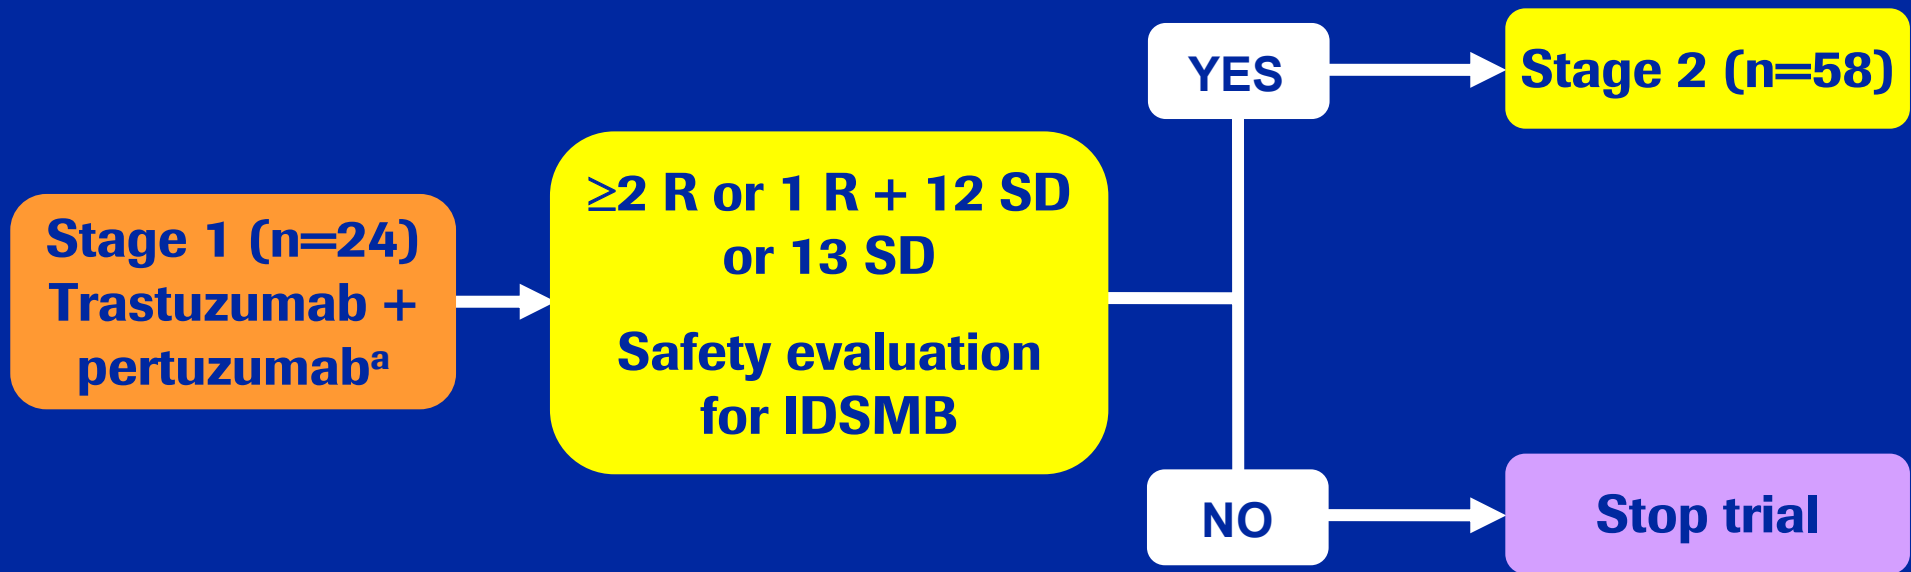 Stage 1 (n=24)
Trastuzumab +
pertuzumabᵃ
≥2 R or 1 R + 12 SD
or 13 SD
Safety evaluation
for IDSMB
YES
Stage 2 (n=58)
NO
Stop trial